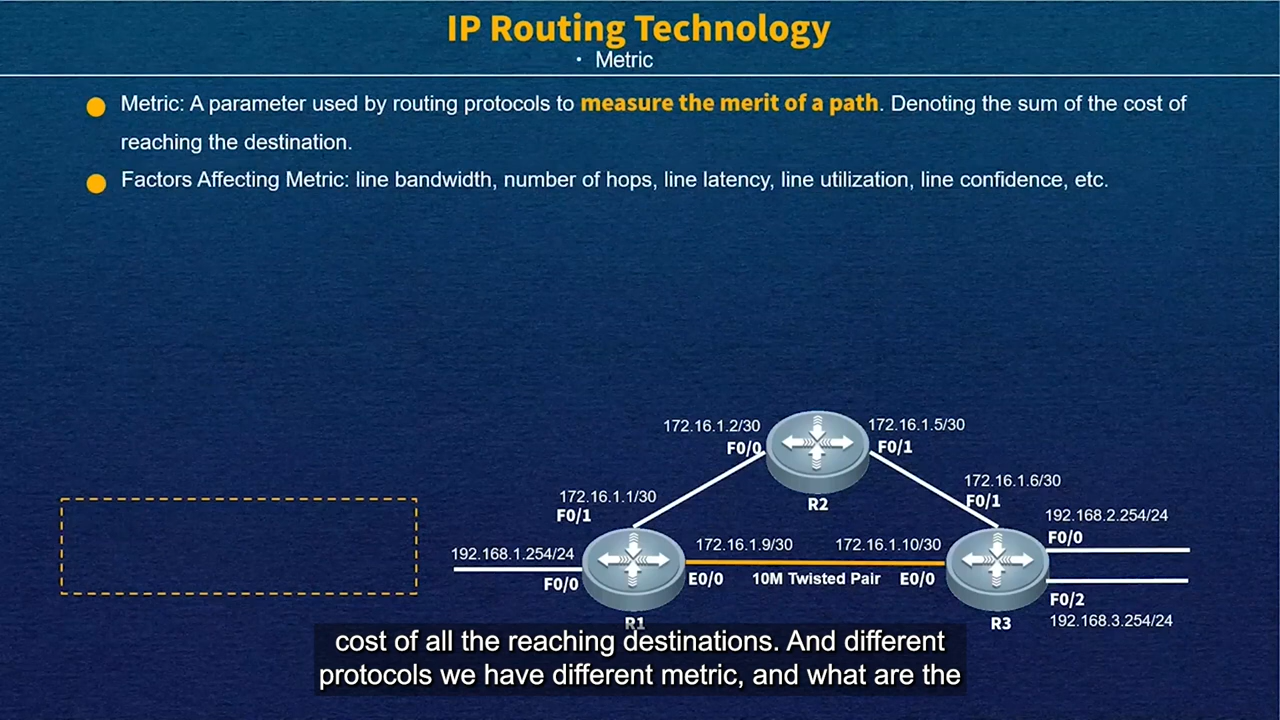 IP Routing Technology
• Metric
Metric: A parameter used by routing protocols to measure the merit of a path. Denoting the sum of the cost of
reaching the destination.
Factors Affecting Metric: line bandwidth, number of hops, line latency, line utilization, line confidence, etc.
172.16.1.2/30
172.16.1.5/30
F0/0
F0/1
172.16.1.6/30
F0/1
172.16.1.1/30
F0/1
R2
192.168.2.254/24
F0/0
192.168.1.254/24
172.16.1.9/30
172.16.1.10/30
F0/0
E0/0
10M Twisted Pair
E0/0
F0/2
R1
R3
192.168.3.254/24
cost of all the reaching destinations. And different
protocols we have different metric, and what are the